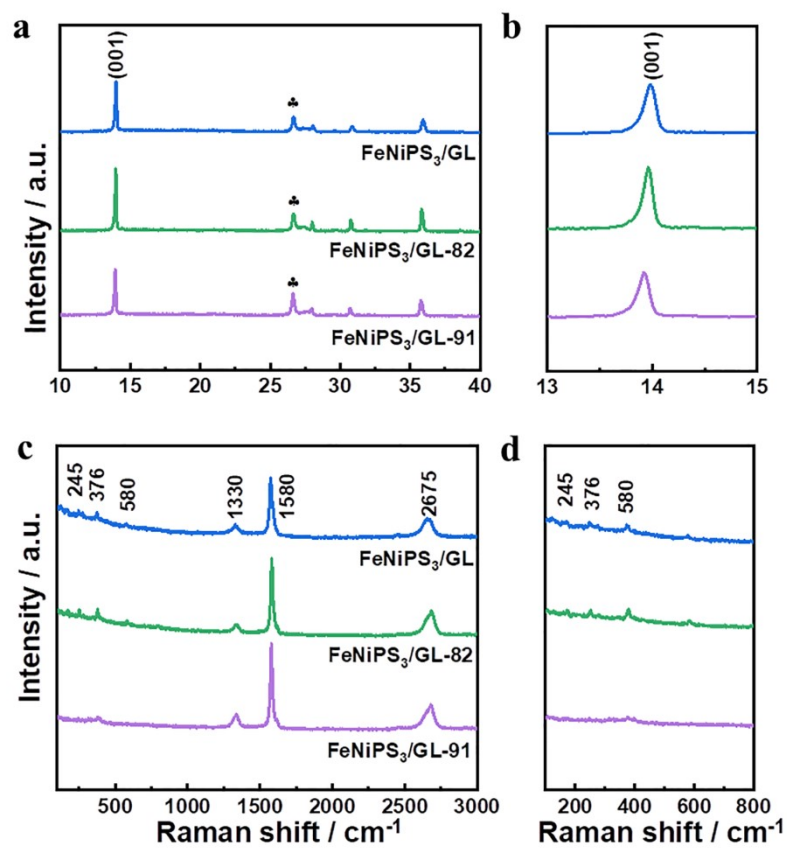 a
(001)
♣
FeNiPS3/GL
♣
FeNiPS3/GL-82
♣
FeNiPS3/GL-91
Intensity / a.u.
10 15 20 25 30 35 40
b
(001)
13 14 15
c
245 376 580 1330 1580 2675
FeNiPS3/GL
FeNiPS3/GL-82
FeNiPS3/GL-91
Intensity / a.u.
500 1000 1500 2000 2500 3000
Raman shift / cm-1
d
245 376 580
200 400 600 800
Raman shift / cm-1